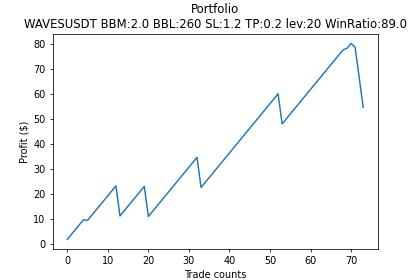 Portfolio
WAVESUSDT BBM:2.0 BBL:260 SL:1.2 TP:0.2 lev:20 WinRatio:89.0
80
70
60
50
40
30
20
10
0
Profit ($)
0 10 20 30 40 50 60 70
Trade counts